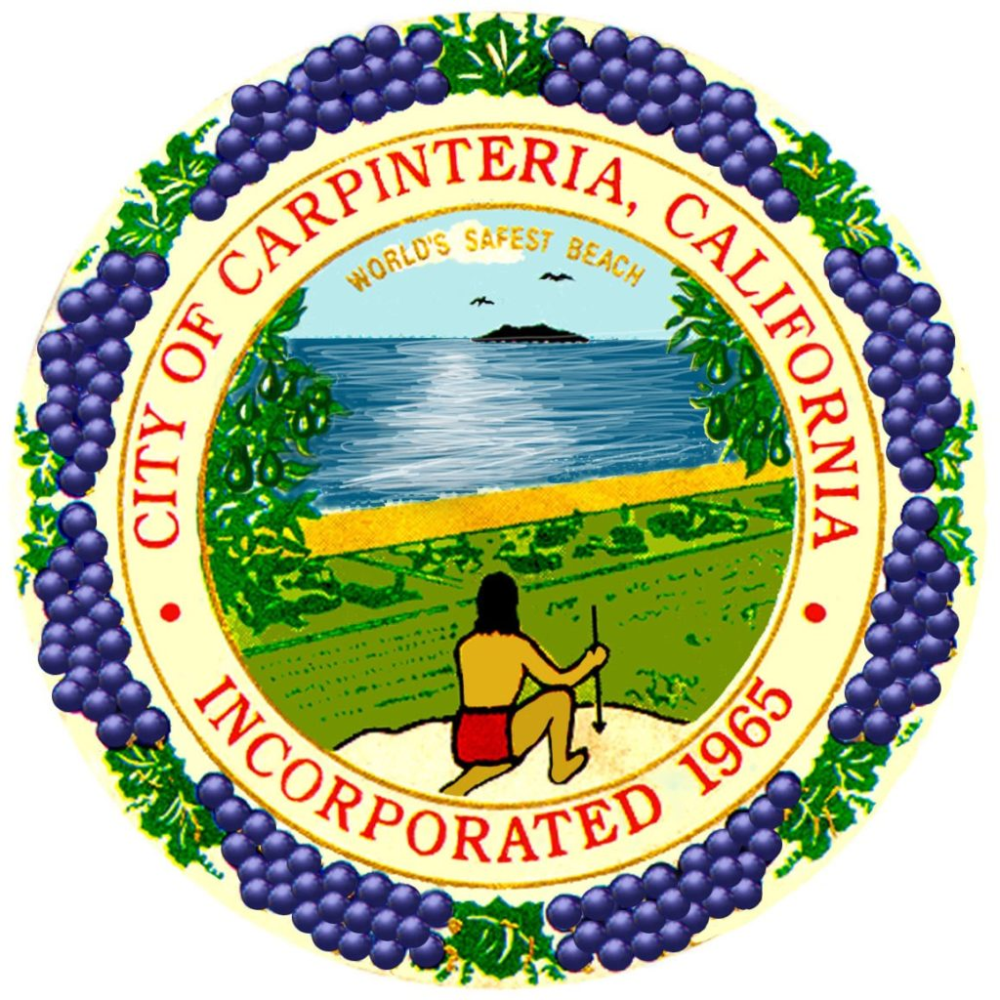 CITY OF CARPINTERIA, CALIFORNIA
WORLD'S SAFEST BEACH
INCORPORATED 1965